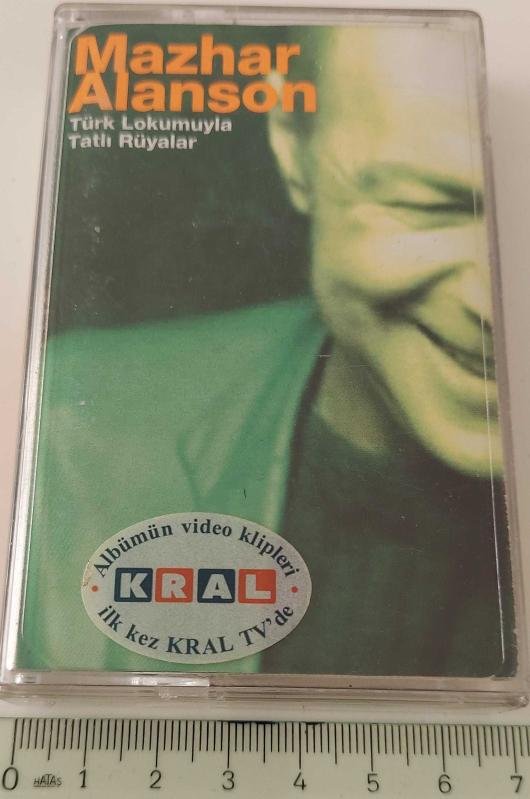 Mazhar
Alanson
Türk Lokumuyla
Tatlı Rüyalar
Albümün video klipleri
KRAL
ilk kez KRAL TV'de
0 HATAS 1 2 3 4 5 6 7